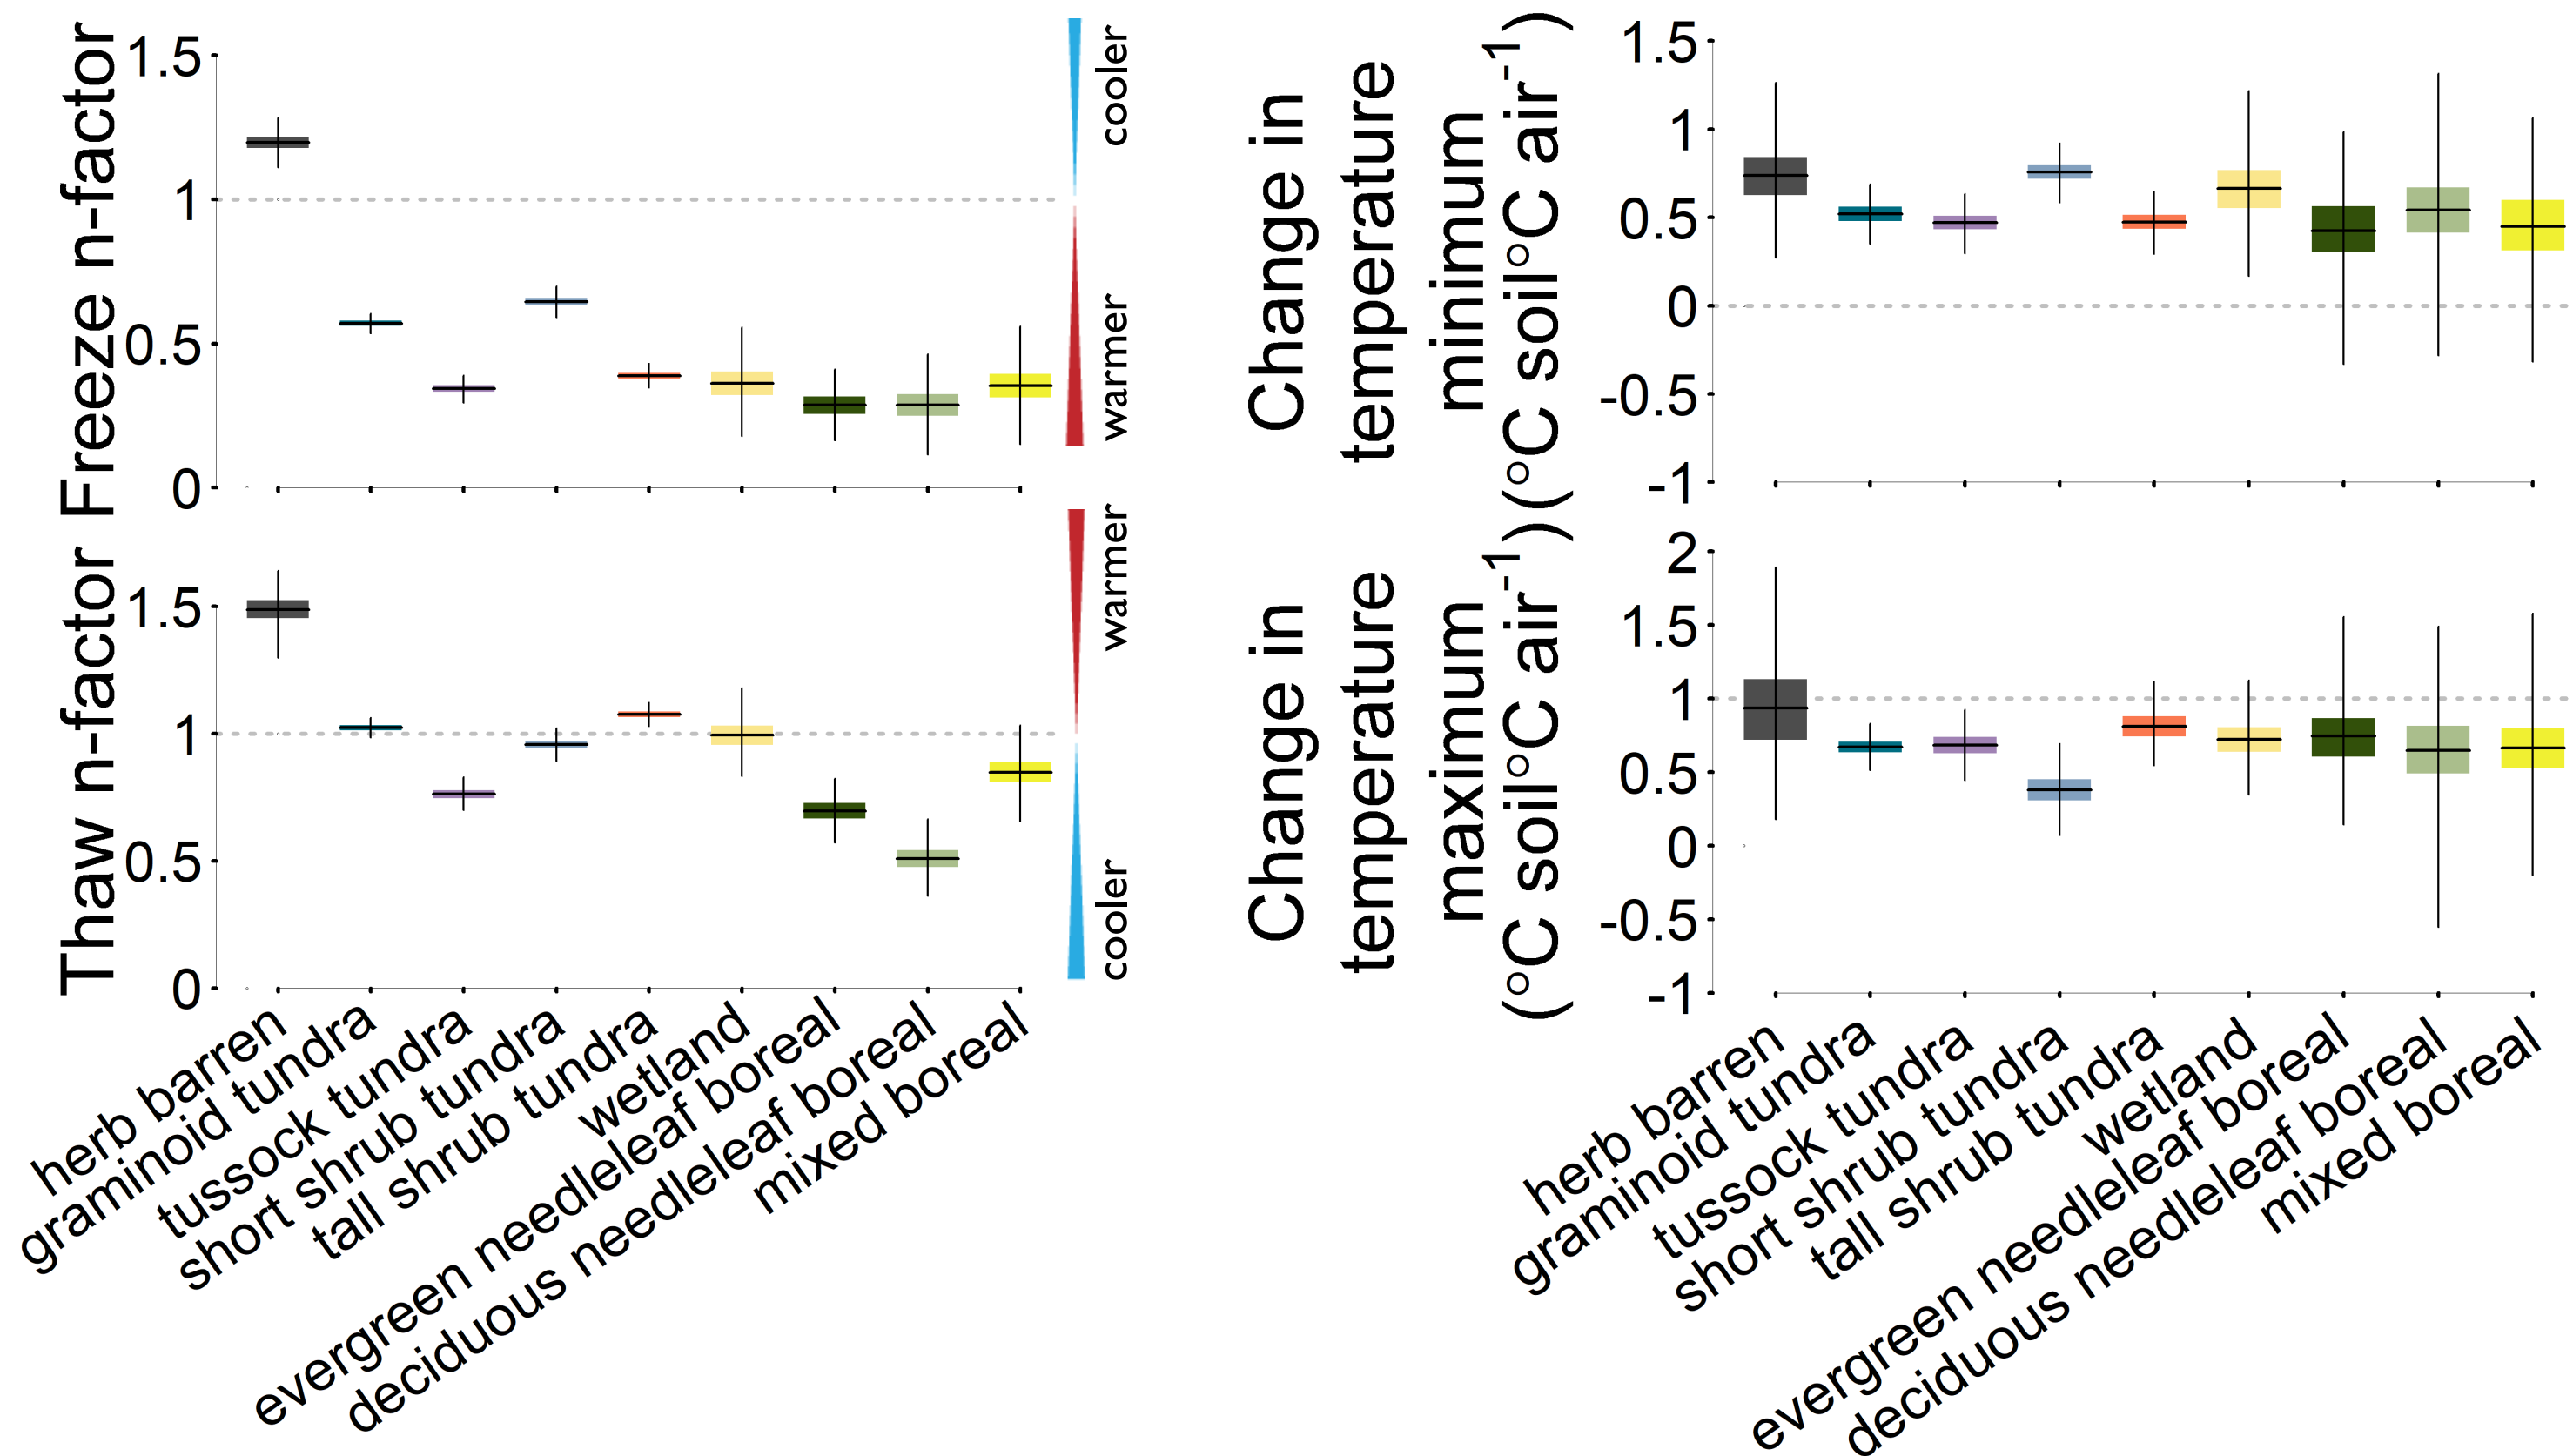 Freeze n-factor
1.5
1
0.5
0
cooler
warmer
Thaw n-factor
1.5
1
0.5
0
warmer
cooler
herb barren
graminoid tundra
tussock tundra
short shrub tundra
tall shrub tundra
wetland
evergreen needleleaf boreal
deciduous needleleaf boreal
mixed boreal
Change in
temperature
minimum
(°C soil°C air⁻¹)
1.5
1
0.5
0
-0.5
-1
Change in
temperature
maximum
(°C soil°C air⁻¹)
2
1.5
1
0.5
0
-0.5
-1
herb barren
graminoid tundra
tussock tundra
short shrub tundra
tall shrub tundra
wetland
evergreen needleleaf boreal
deciduous needleleaf boreal
mixed boreal